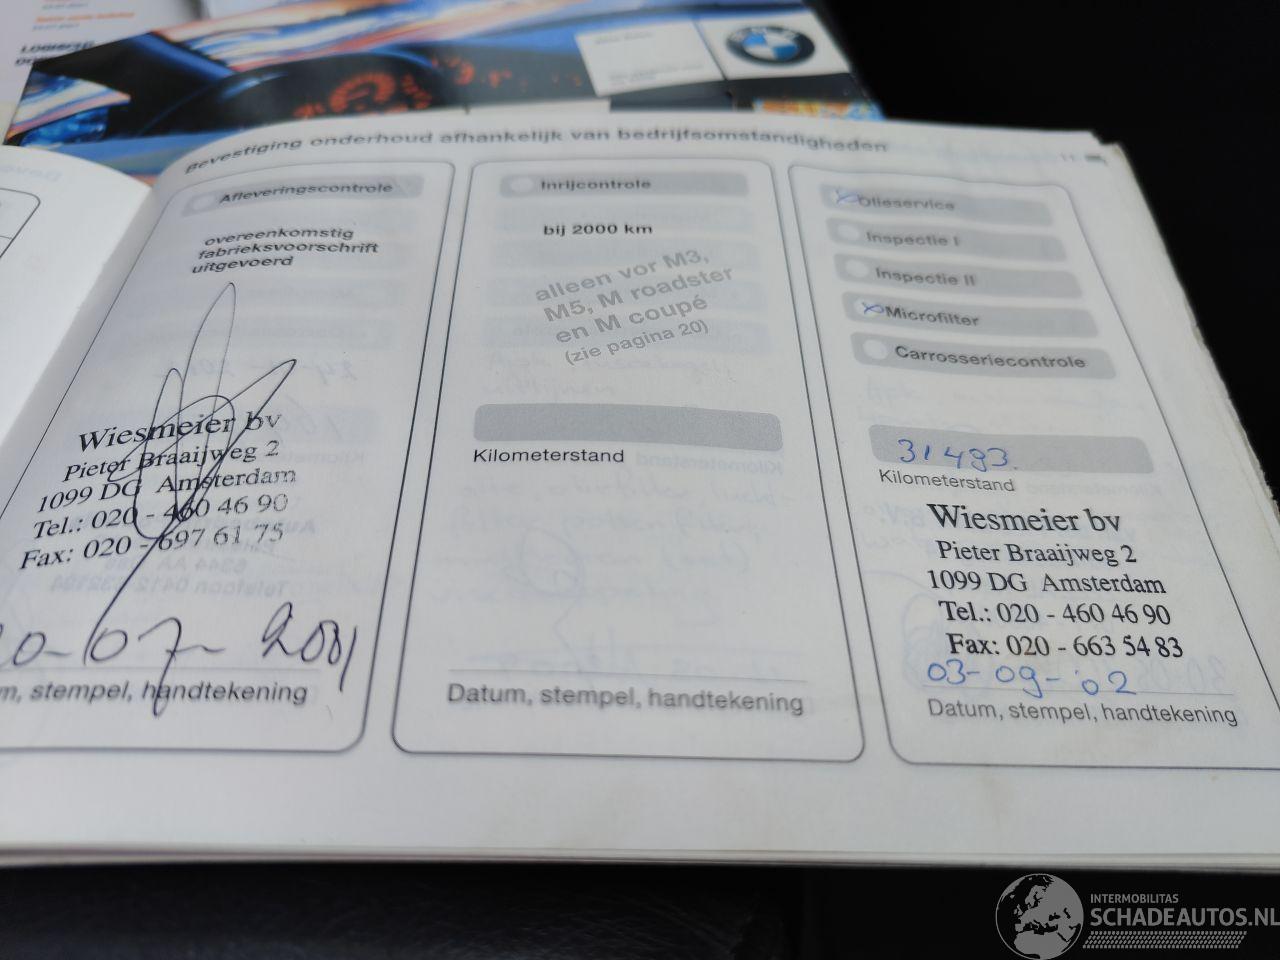 Bevestiging onderhoud afhankelijk van bedrijfsomstandigheden
11
Afleveringscontrole
overeenkomstig
fabrieksvoorschrift
uitgevoerd
Wiesmeier bv
Pieter Braaijweg 2
1099 DG Amsterdam
Tel.: 020 - 460 46 90
Fax: 020 - 697 61 75
20-07-2001
m, stempel, handtekening
Inrijcontrole
bij 2000 km
alleen vor M3,
M5, M roadster
en M coupé
(zie pagina 20)
Kilometerstand
Datum, stempel, handtekening
Olieservice
Inspectie I
Inspectie II
Microfilter
Carrosseriecontrole
31493.
Kilometerstand
Wiesmeier bv
Pieter Braaijweg 2
1099 DG Amsterdam
Tel.: 020 - 460 46 90
Fax: 020 - 663 54 83
03-09-'02
Datum, stempel, handtekening
INTERMOBILITAS
SCHADEAUTOS.NL